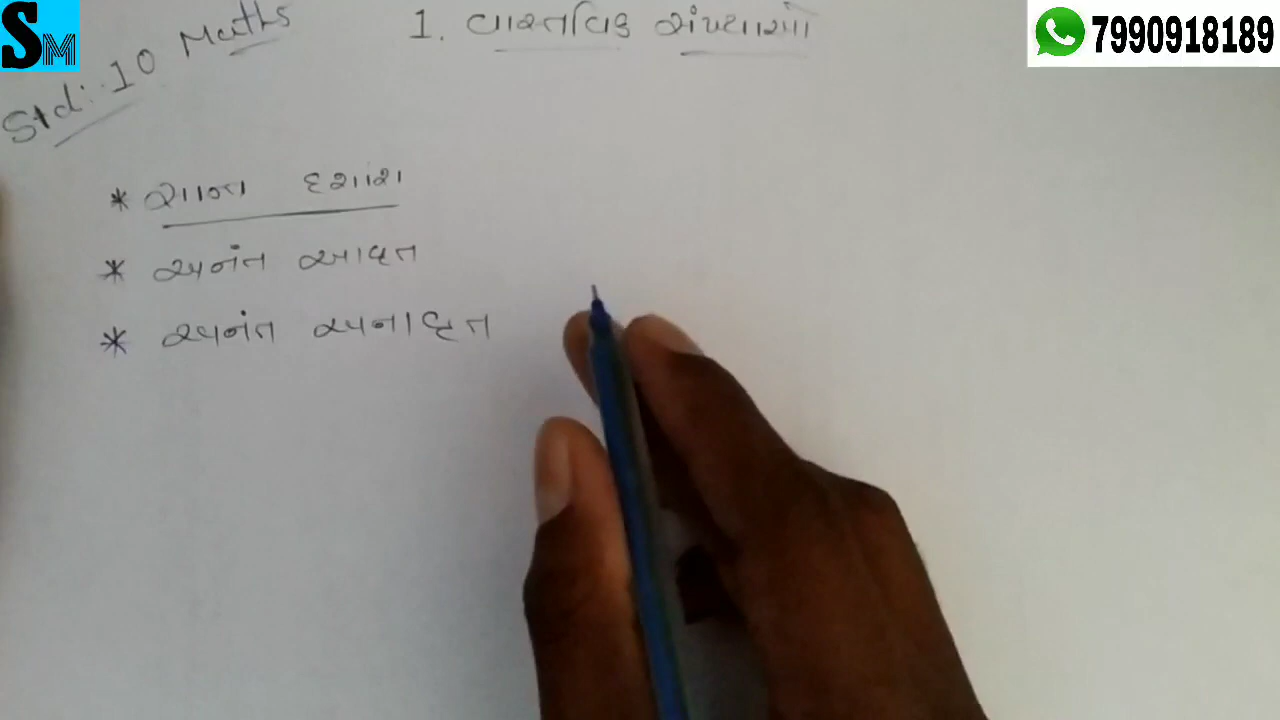 SM
Std: 10 Maths
1. વાસ્તવિક સંખ્યાઓ
7990918189
* સાન્ત દશાંશ
* અનંત આવૃત
* અનંત અનાવૃત